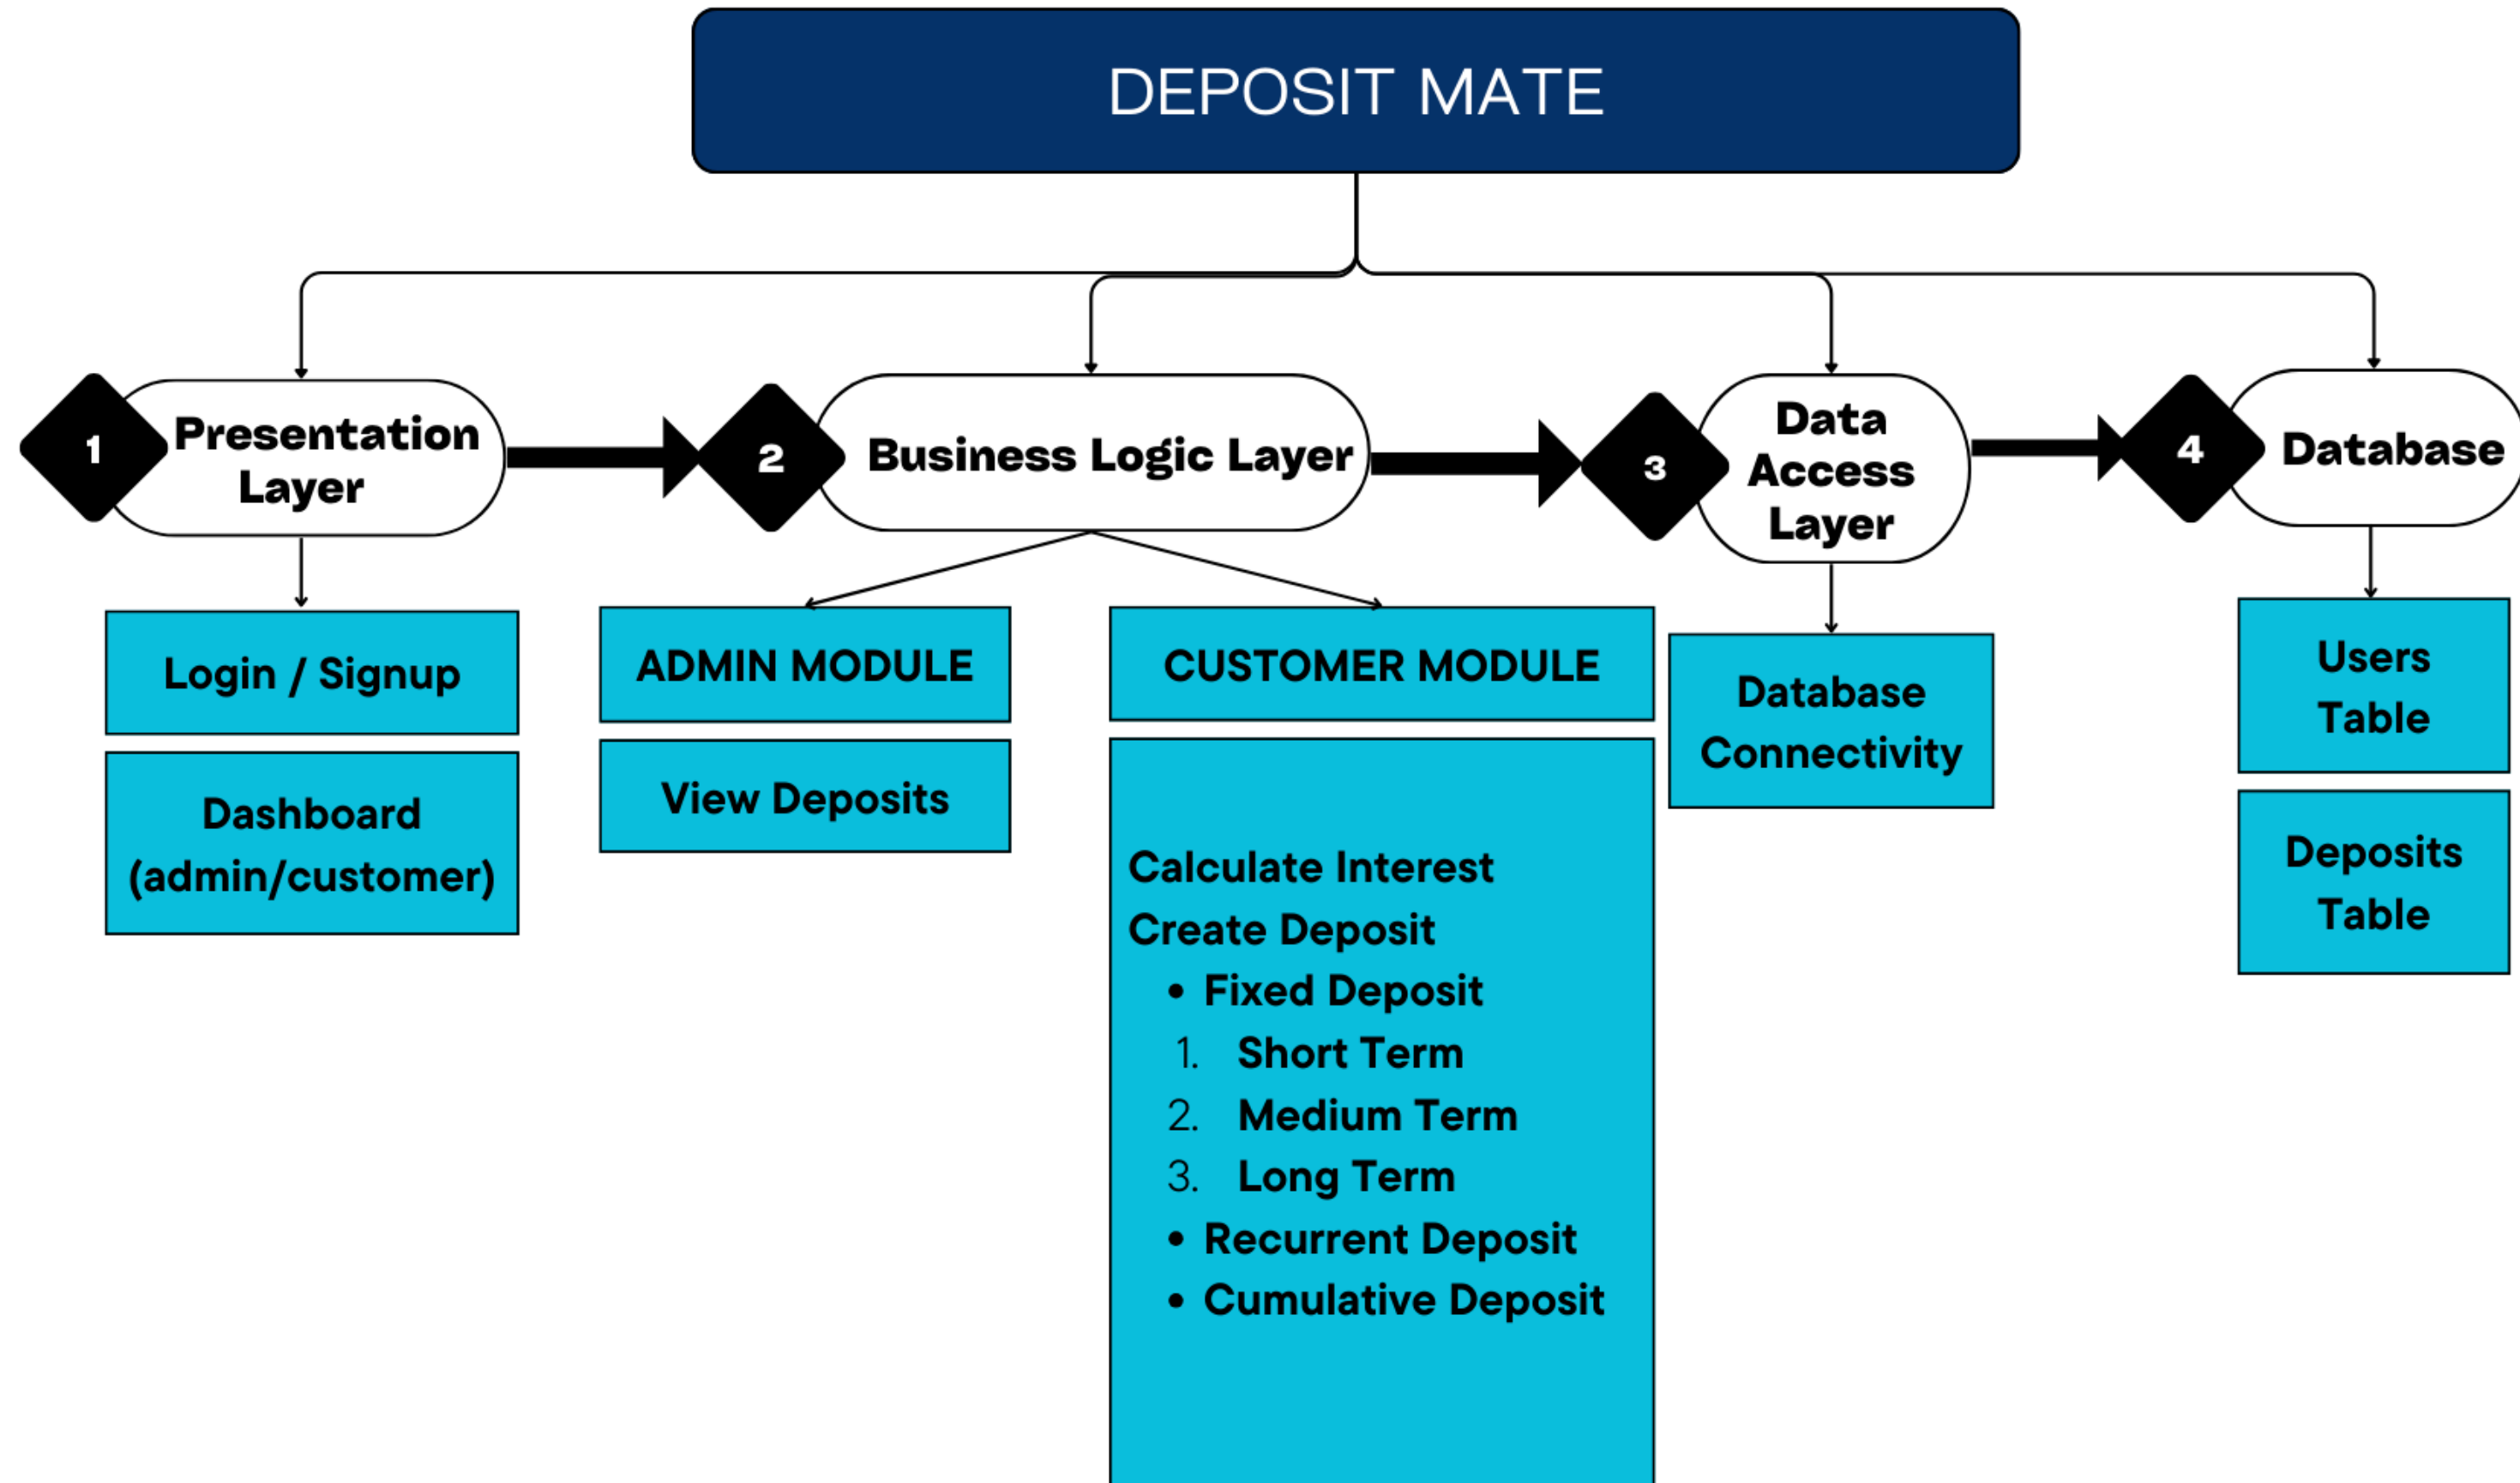 DEPOSIT MATE
1
Presentation
Layer
2
Business Logic Layer
3
Data
Access
Layer
4
Database
Login / Signup
Dashboard
(admin/customer)
ADMIN MODULE
View Deposits
CUSTOMER MODULE
Calculate Interest
Create Deposit
• Fixed Deposit
1. Short Term
2. Medium Term
3. Long Term
• Recurrent Deposit
• Cumulative Deposit
Database
Connectivity
Users
Table
Deposits
Table